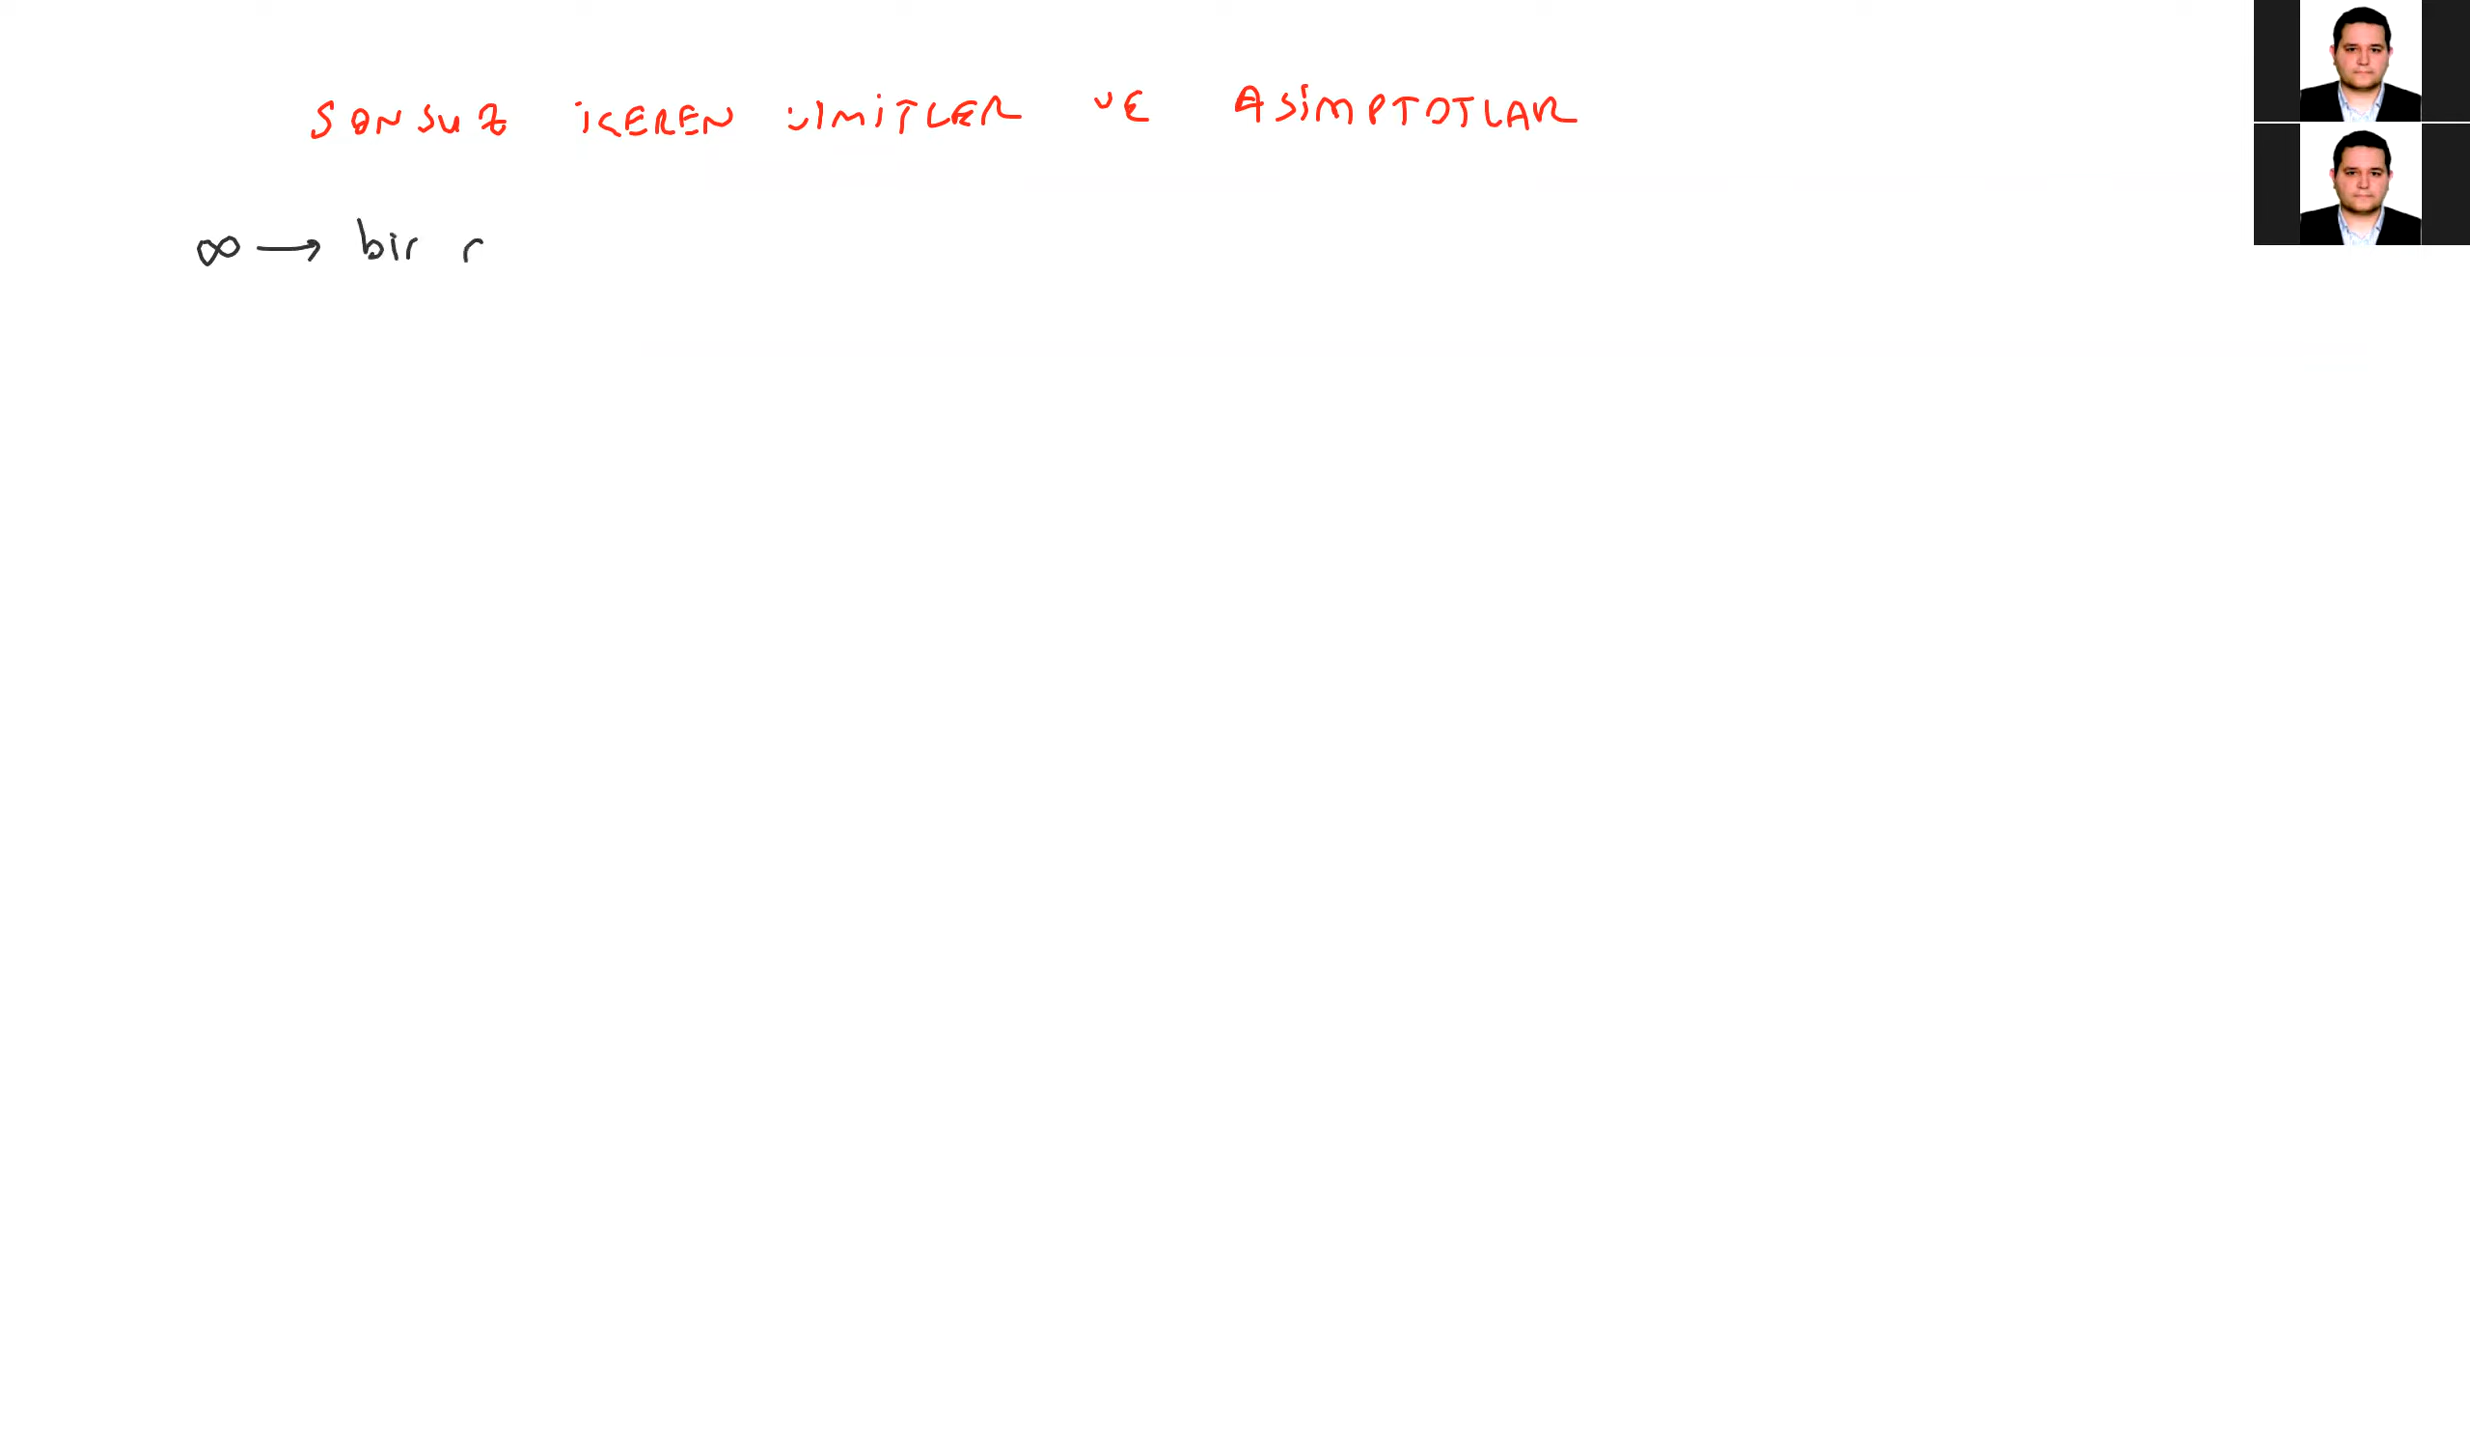 SONSUZ İÇEREN LİMİTLER VE ASİMPTOTLAR
∞ → bir r